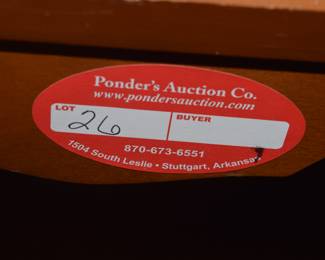 Ponder's Auction Co.
www.pondersauction.com
LOT BUYER
26
870-673-6551
1504 South Leslie • Stuttgart, Arkansas